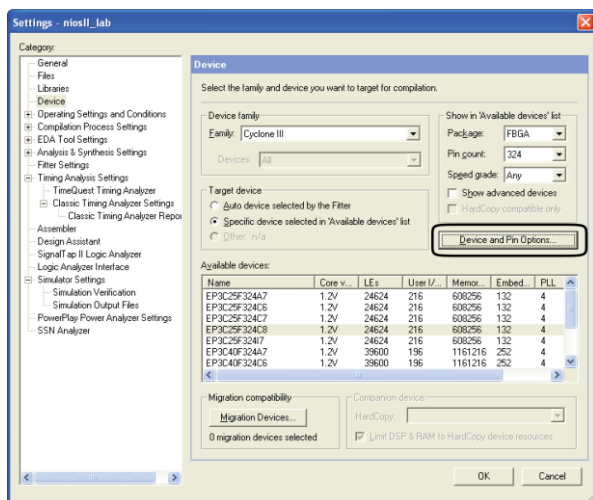 Settings - niosII_lab
Category:
General
Files
Libraries
Device
Operating Settings and Conditions
Compilation Process Settings
EDA Tool Settings
Analysis & Synthesis Settings
Fitter Settings
Timing Analysis Settings
TimeQuest Timing Analyzer
Classic Timing Analyzer Settings
Classic Timing Analyzer Repor
Assembler
Design Assistant
SignalTap II Logic Analyzer
Logic Analyzer Interface
Simulator Settings
Simulation Verification
Simulation Output Files
PowerPlay Power Analyzer Settings
SSN Analyzer
Device
Select the family and device you want to target for compilation.
Device family
Family: Cyclone III
Devices: All
Target device
Auto device selected by the Fitter
Specific device selected in 'Available devices' list
Other: n/a
Show in 'Available devices' list
Package: FBGA
Pin count: 324
Speed grade: Any
Show advanced devices
HardCopy compatible only
Device and Pin Options...
Available devices:
Name Core v... LEs User I/... Memor... Embed... PLL
EP3C25F324A7 1.2V 24624 216 608256 132 4
EP3C25F324C6 1.2V 24624 216 608256 132 4
EP3C25F324C7 1.2V 24624 216 608256 132 4
EP3C25F324C8 1.2V 24624 216 608256 132 4
EP3C25F324I7 1.2V 24624 216 608256 132 4
EP3C40F324A7 1.2V 39600 196 1161216 252 4
EP3C40F324C6 1.2V 39600 196 1161216 252 4
Migration compatibility
Migration Devices...
0 migration devices selected
Companion device
HardCopy:
Limit DSP & RAM to HardCopy device resources
OK Cancel